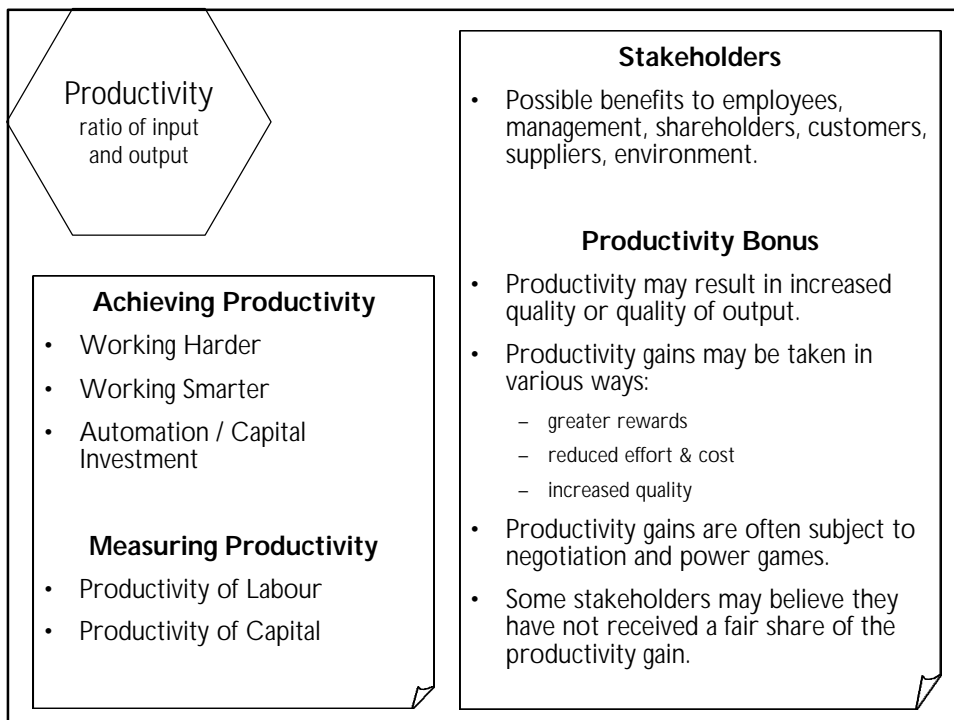 Productivity
ratio of input
and output
Achieving Productivity
• Working Harder
• Working Smarter
• Automation / Capital
Investment
Measuring Productivity
• Productivity of Labour
• Productivity of Capital
Stakeholders
• Possible benefits to employees,
management, shareholders, customers,
suppliers, environment.
Productivity Bonus
• Productivity may result in increased
quality or quality of output.
• Productivity gains may be taken in
various ways:
– greater rewards
– reduced effort & cost
– increased quality
• Productivity gains are often subject to
negotiation and power games.
• Some stakeholders may believe they
have not received a fair share of the
productivity gain.